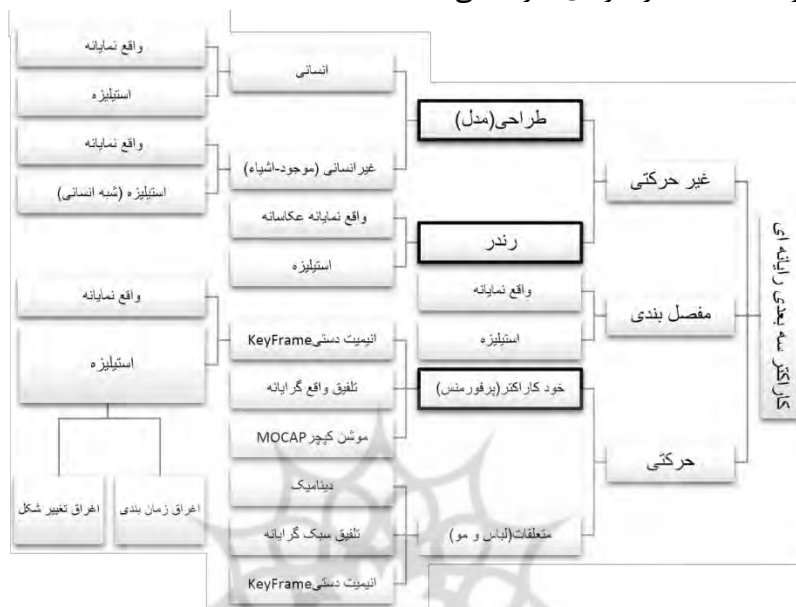 کاراکتر سه بعدی رایانه ای
غیر حرکتی
طراحی(مدل)
انسانی
واقع نمایانه
استیلیزه
غیرانسانی (موجود-اشیاء)
واقع نمایانه
استیلیزه (شبه انسانی)
رندر
واقع نمایانه عکاسانه
استیلیزه
مفصل بندی
واقع نمایانه
استیلیزه
حرکتی
خود کاراکتر(پرفورمنس)
انیمیت دستیKeyFrame
واقع نمایانه
استیلیزه
اغراق زمان بندی
اغراق تغییر شکل
تلفیق واقع گرایانه
موشن کپچر MOCAP
متعلقات(لباس و مو)
دینامیک
تلفیق سبک گرایانه
انیمیت دستیKeyFrame